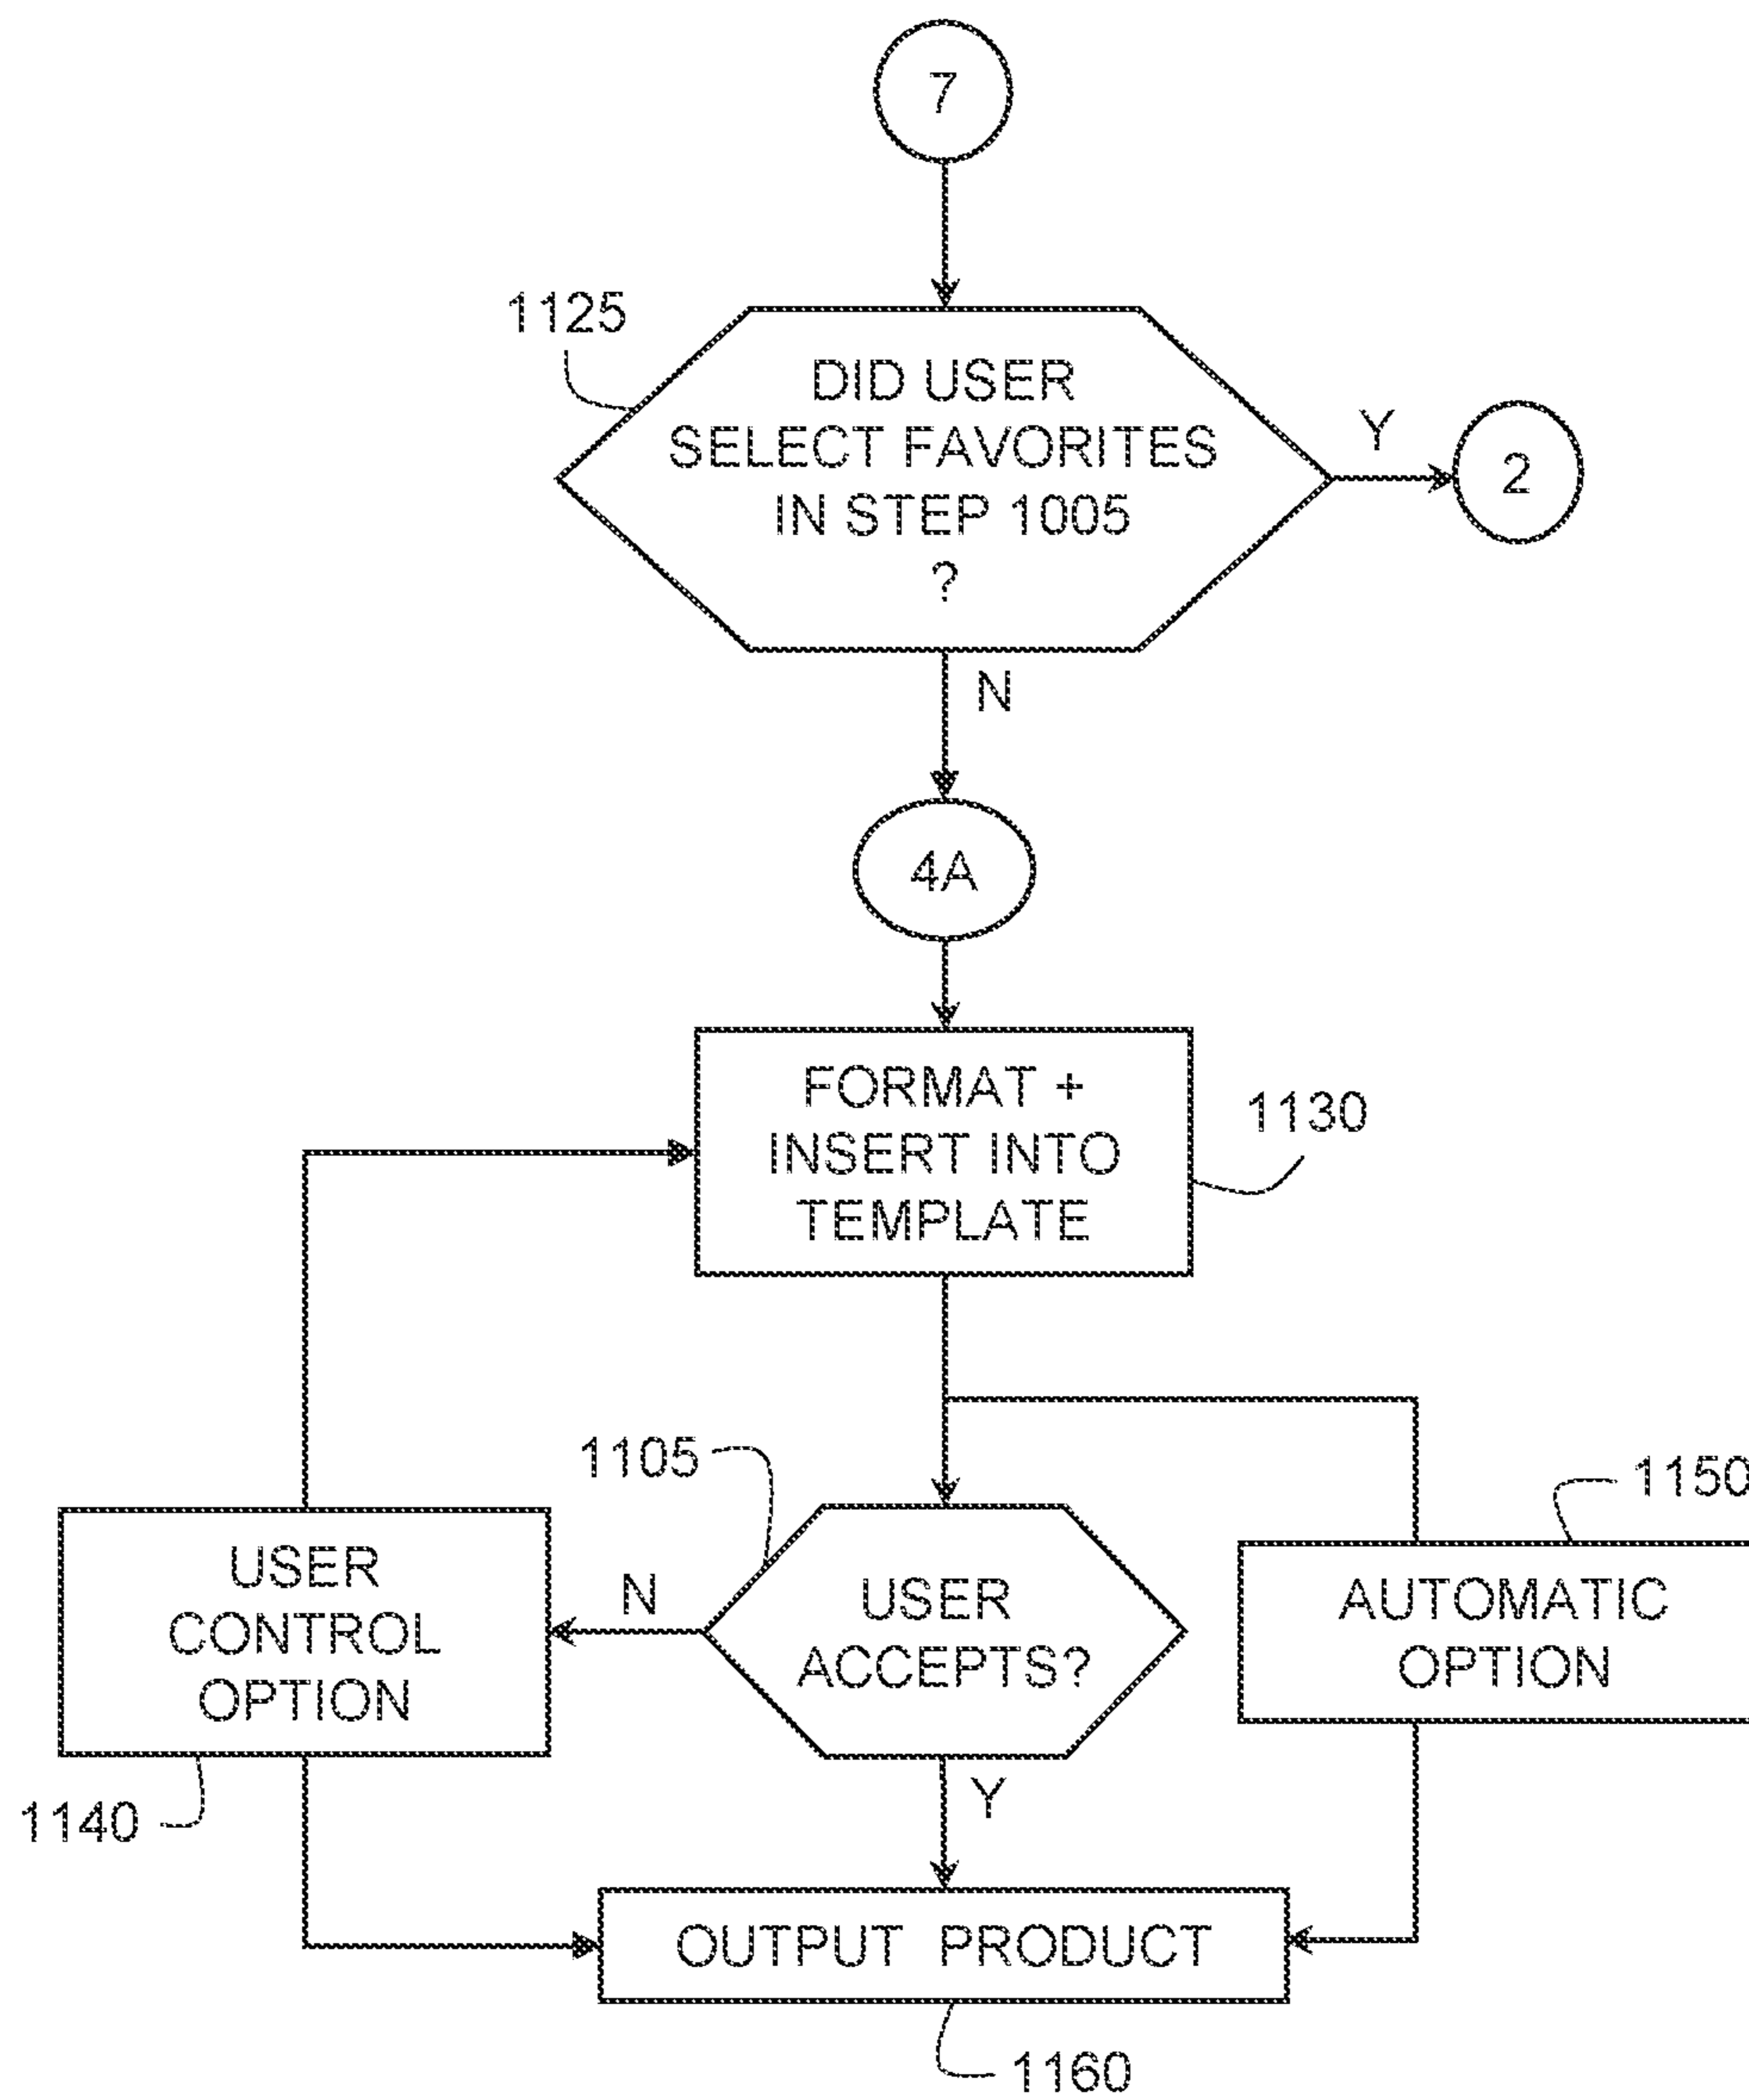 7
1125
DID USER
SELECT FAVORITES
IN STEP 1005
?
Y
2
N
4A
FORMAT +
INSERT INTO
TEMPLATE
1130
1105
1150
USER
CONTROL
OPTION
N
USER
ACCEPTS?
AUTOMATIC
OPTION
1140
Y
OUTPUT PRODUCT
1160